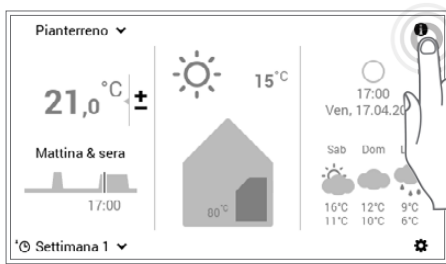 Pianterreno
21,0 °C ±
Mattina & sera
17:00
Settimana 1
15°C
80°C
17:00
Ven, 17.04.20
Sab Dom L
16°C 12°C 9°C
11°C 10°C 6°C